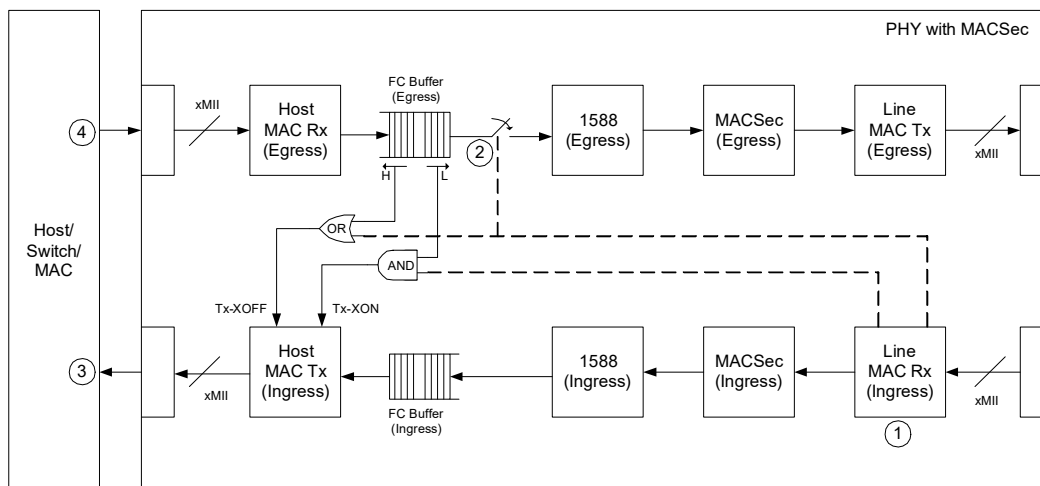 PHY with MACSec
FC Buffer
(Egress)
xMII
Host
MAC Rx
(Egress)
1588
(Egress)
MACSec
(Egress)
Line
MAC Tx
(Egress)
xMII
4
2
H
L
OR
AND
Host/
Switch/
MAC
Tx-XOFF
Tx-XON
3
xMII
Host
MAC Tx
(Ingress)
FC Buffer
(Ingress)
1588
(Ingress)
MACSec
(Ingress)
Line
MAC Rx
(Ingress)
xMII
1